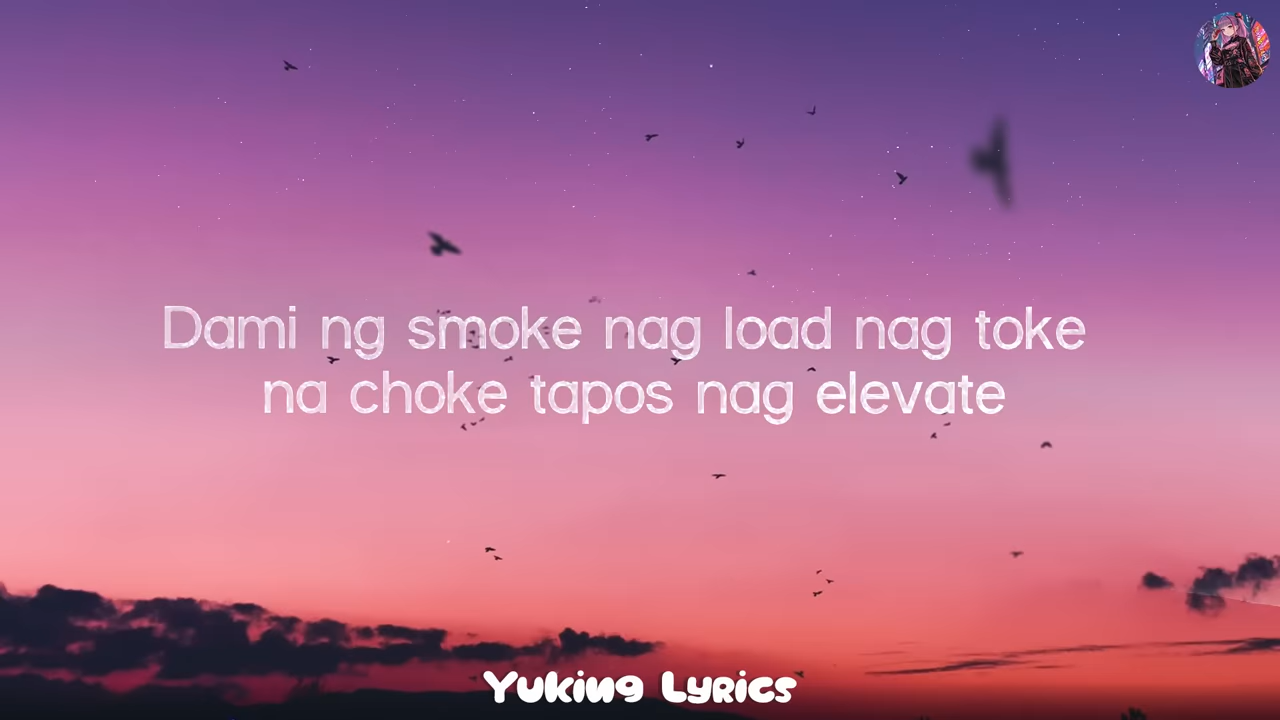 Dami ng smoke nag load nag toke
na choke tapos nag elevate
Yuking Lyrics